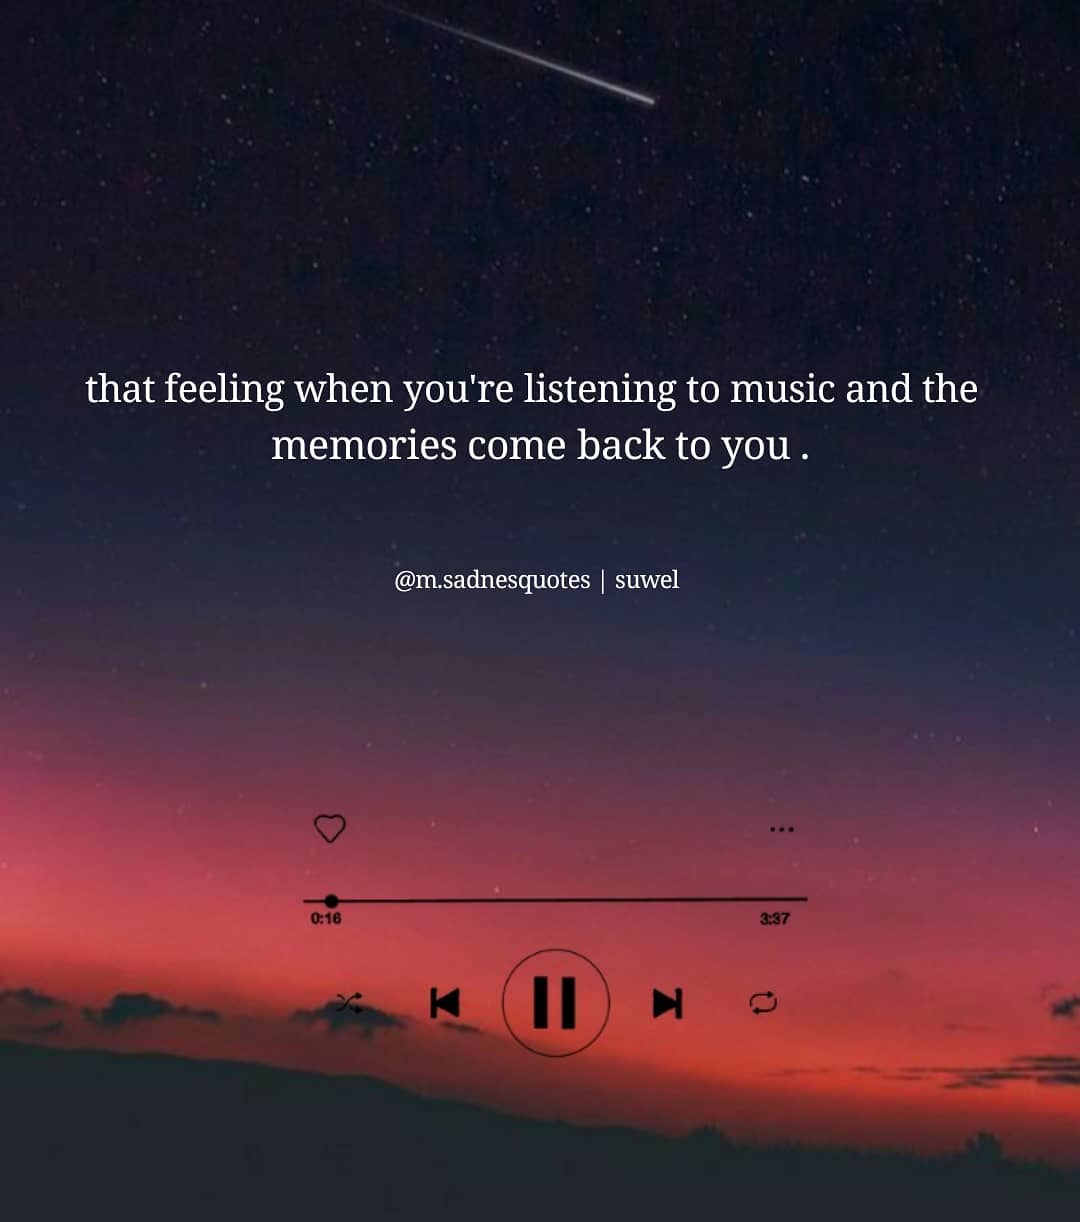 that feeling when you're listening to music and the
memories come back to you .
@m.sadnesquotes | suwel
0:16 3:37